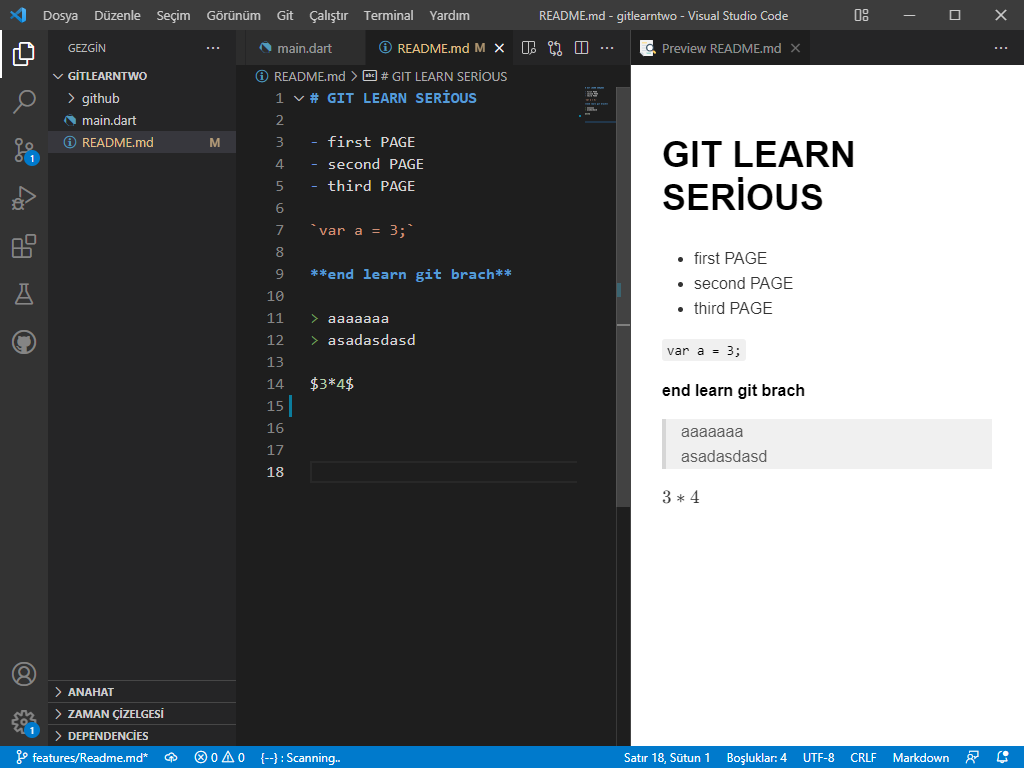 Dosya Düzenle Seçim Görünüm Git Çalıştır Terminal Yardım README.md - gitlearntwo - Visual Studio Code
GEZGİN ···
GİTLEARNTWO
github
main.dart
README.md M
ANAHAT
ZAMAN ÇİZELGESİ
DEPENDENCİES
1
1
main.dart README.md M
README.md > # GIT LEARN SERİOUS
1 # GIT LEARN SERİOUS
2
3 - first PAGE
4 - second PAGE
5 - third PAGE
6
7 `var a = 3;`
8
9 **end learn git brach**
10
11 > aaaaaaa
12 > asadasdasd
13
14 $3*4$
15
16
17
18
Preview README.md
GIT LEARN
SERİOUS
• first PAGE
• second PAGE
• third PAGE
var a = 3;
end learn git brach
aaaaaaa
asadasdasd
3 ∗ 4
features/Readme.md* 0 0 {--} : Scanning.. Satır 18, Sütun 1 Boşluklar: 4 UTF-8 CRLF Markdown